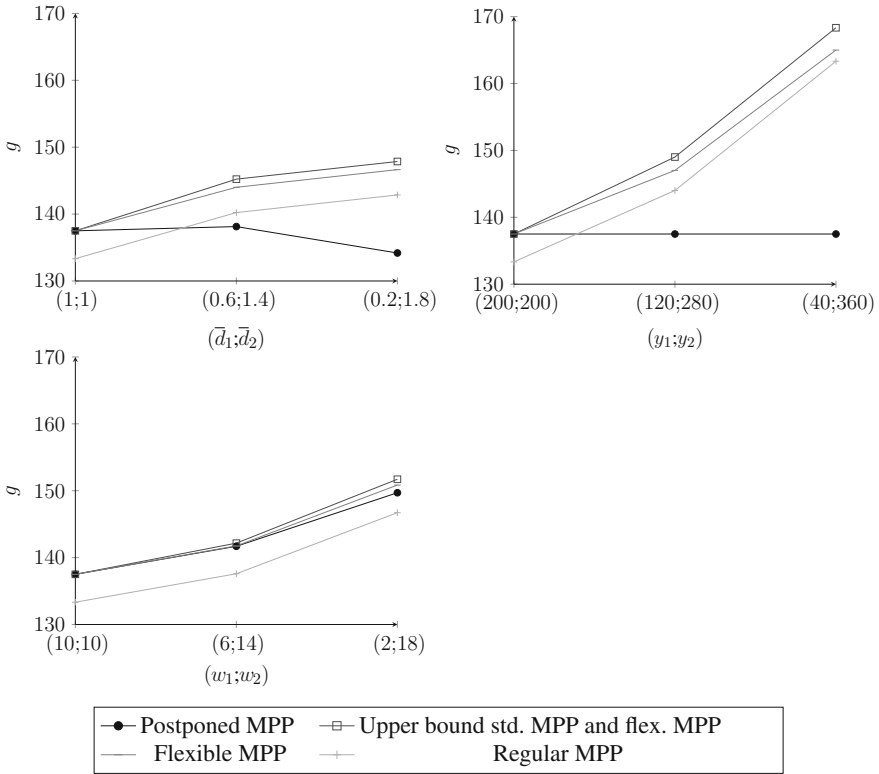 170
160
150
140
130
g
(1;1)
(0.6;1.4)
(0.2;1.8)
(d̅₁;d̅₂)
170
160
150
140
130
g
(200;200)
(120;280)
(40;360)
(y₁;y₂)
170
160
150
140
130
g
(10;10)
(6;14)
(2;18)
(w₁;w₂)
Postponed MPP
Upper bound std. MPP and flex. MPP
Flexible MPP
Regular MPP